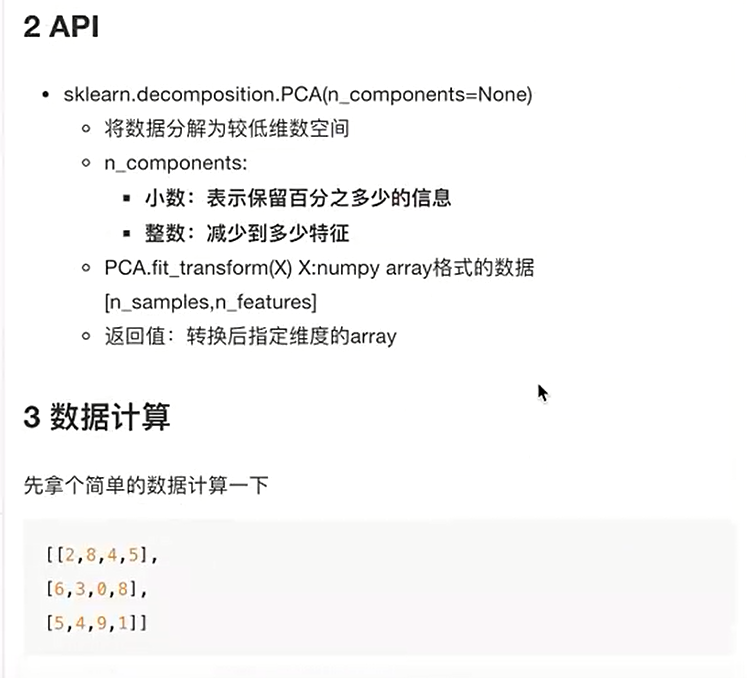 2 API
sklearn.decomposition.PCA(n_components=None)
将数据分解为较低维数空间
n_components:
小数：表示保留百分之多少的信息
整数：减少到多少特征
PCA.fit_transform(X) X:numpy array格式的数据
[n_samples,n_features]
返回值：转换后指定维度的array
3 数据计算
先拿个简单的数据计算一下
[[2,8,4,5],
[6,3,0,8],
[5,4,9,1]]